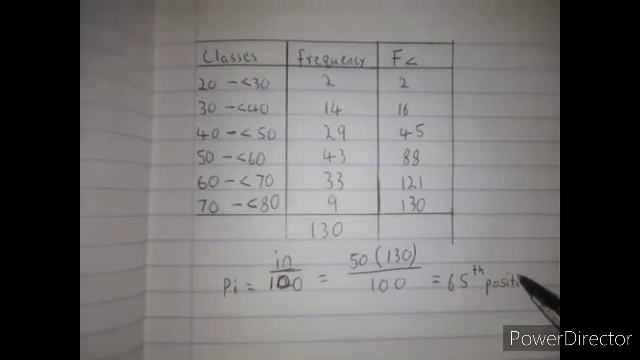 Classes frequency F<
20 - <30 2 2
30 - <40 14 16
40 - <50 29 45
50 - <60 43 88
60 - <70 33 121
70 - <80 9 130
130
Pi = in/100 = 50(130)/100 = 65th positi
PowerDirector